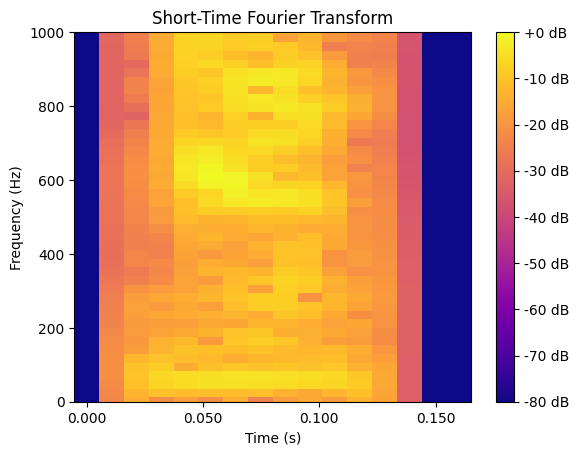 Short-Time Fourier Transform
1000
800
600
400
200
0
Frequency (Hz)
0.000
0.050
0.100
0.150
Time (s)
+0 dB
-10 dB
-20 dB
-30 dB
-40 dB
-50 dB
-60 dB
-70 dB
-80 dB